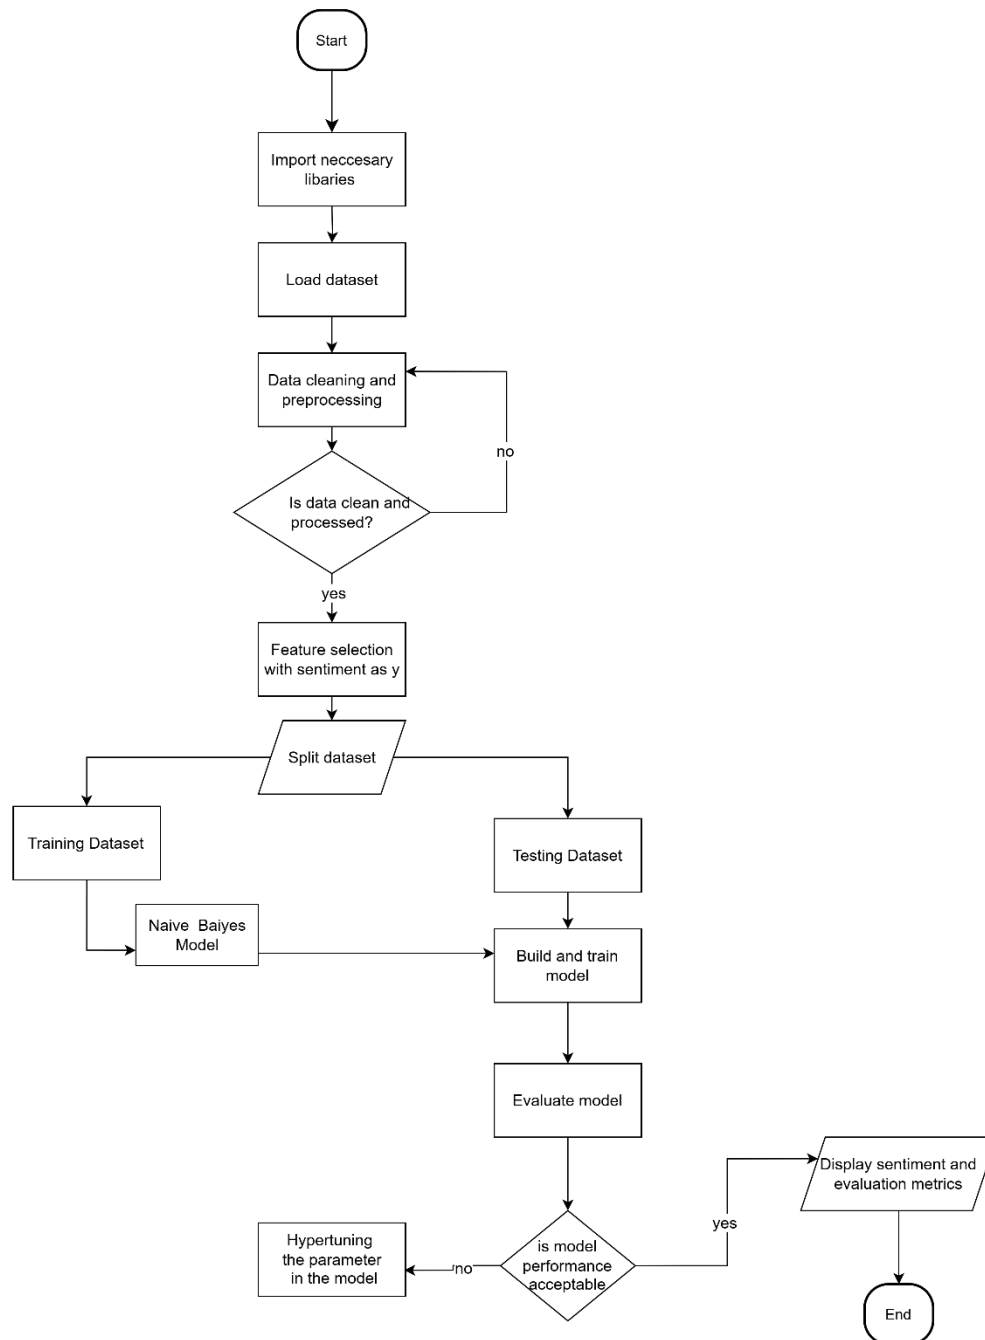 Start
Import neccesary
libaries
Load dataset
Data cleaning and
preprocessing
no
Is data clean and
processed?
yes
Feature selection
with sentiment as y
Split dataset
Training Dataset
Testing Dataset
Naive Baiyes
Model
Build and train
model
Evaluate model
Display sentiment and
evaluation metrics
yes
is model
performance
acceptable
no
Hypertuning
the parameter
in the model
End